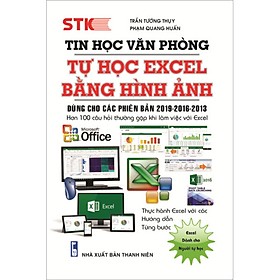 STK
TRẦN TƯỜNG THỤY
PHẠM QUANG HUẤN
TIN HỌC VĂN PHÒNG
TỰ HỌC EXCEL
BẰNG HÌNH ẢNH
DÙNG CHO CÁC PHIÊN BẢN 2019-2016-2013
Hơn 100 câu hỏi thường gặp khi làm việc với Excel
Microsoft
Office
Excel
Thực hành Excel với các
Hướng dẫn
Từng bước
Excel
Dành cho
Người tự học
NHÀ XUẤT BẢN THANH NIÊN